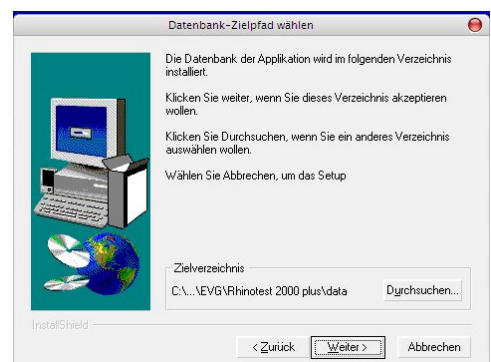 Datenbank-Zielpfad wählen
Die Datenbank der Applikation wird im folgenden Verzeichnis
installiert.
Klicken Sie weiter, wenn Sie dieses Verzeichnis akzeptieren
wollen.
Klicken Sie Durchsuchen, wenn Sie ein anderes Verzeichnis
auswählen wollen.
Wählen Sie Abbrechen, um das Setup
Zielverzeichnis
C:\...\EVG\Rhinotest 2000 plus\data
Durchsuchen...
InstallShield
< Zurück
Weiter >
Abbrechen